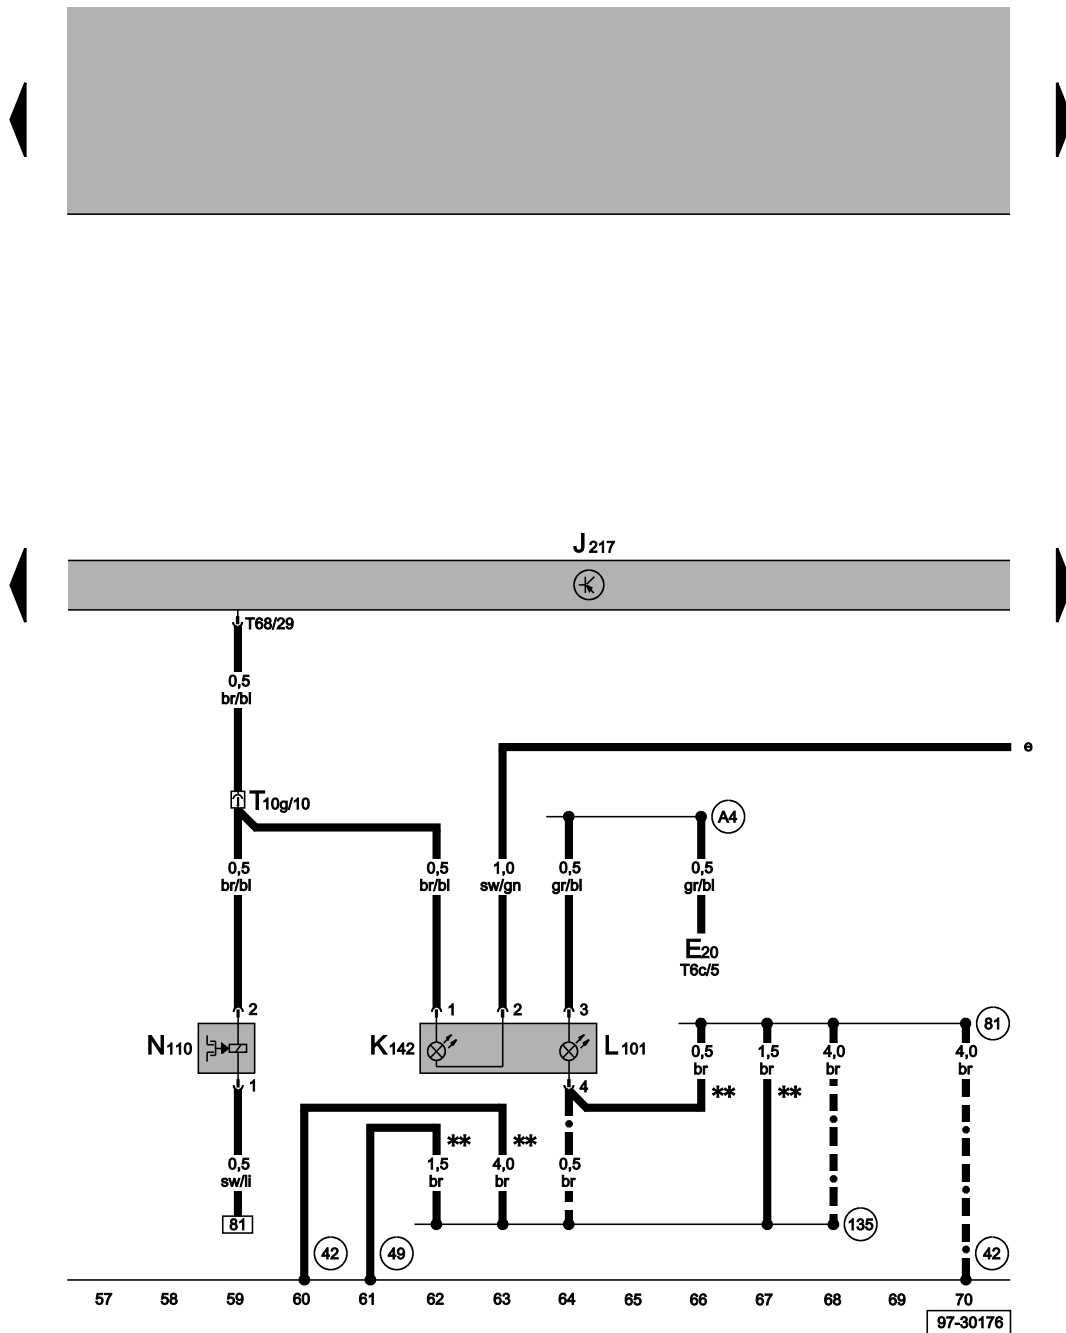 J 217
T68/29
0,5
br/bl
e
T10g/10
A4
0,5 0,5 1,0 0,5 0,5
br/bl br/bl sw/gn gr/bl gr/bl
E20
T6c/5
2 1 2 3
81
N110 K142 L101 0,5 1,5 4,0 4,0
br br br br
1 4
** **
** **
0,5 1,5 4,0 0,5
sw/li br br br
81 135
42 49 42
57 58 59 60 61 62 63 64 65 66 67 68 69 70
97-30176